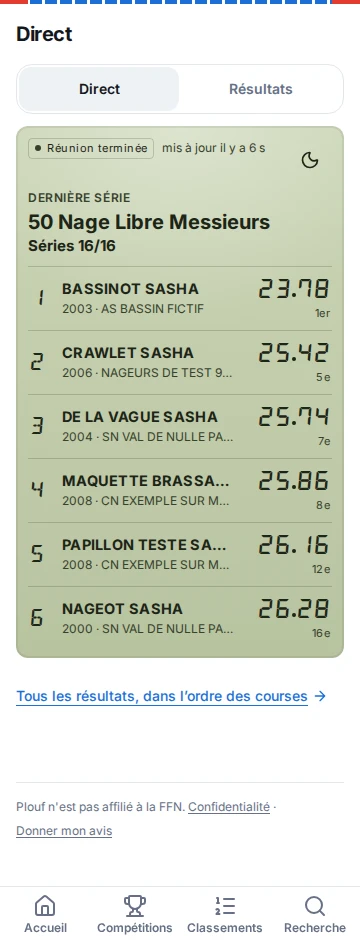 Direct
Direct
Résultats
Réunion terminée mis à jour il y a 6 s
DERNIÈRE SÉRIE
50 Nage Libre Messieurs
Séries 16/16
1 BASSINOT SASHA 23.78
2003 · AS BASSIN FICTIF 1er
2 CRAWLET SASHA 25.42
2006 · NAGEURS DE TEST 9… 5e
3 DE LA VAGUE SASHA 25.74
2004 · SN VAL DE NULLE PA… 7e
4 MAQUETTE BRASSA… 25.86
2008 · CN EXEMPLE SUR M… 8e
5 PAPILLON TESTE SA… 26.16
2008 · CN EXEMPLE SUR M… 12e
6 NAGEOT SASHA 26.28
2000 · SN VAL DE NULLE PA… 16e
Tous les résultats, dans l’ordre des courses →
Plouf n'est pas affilié à la FFN. Confidentialité ·
Donner mon avis
Accueil Compétitions Classements Recherche